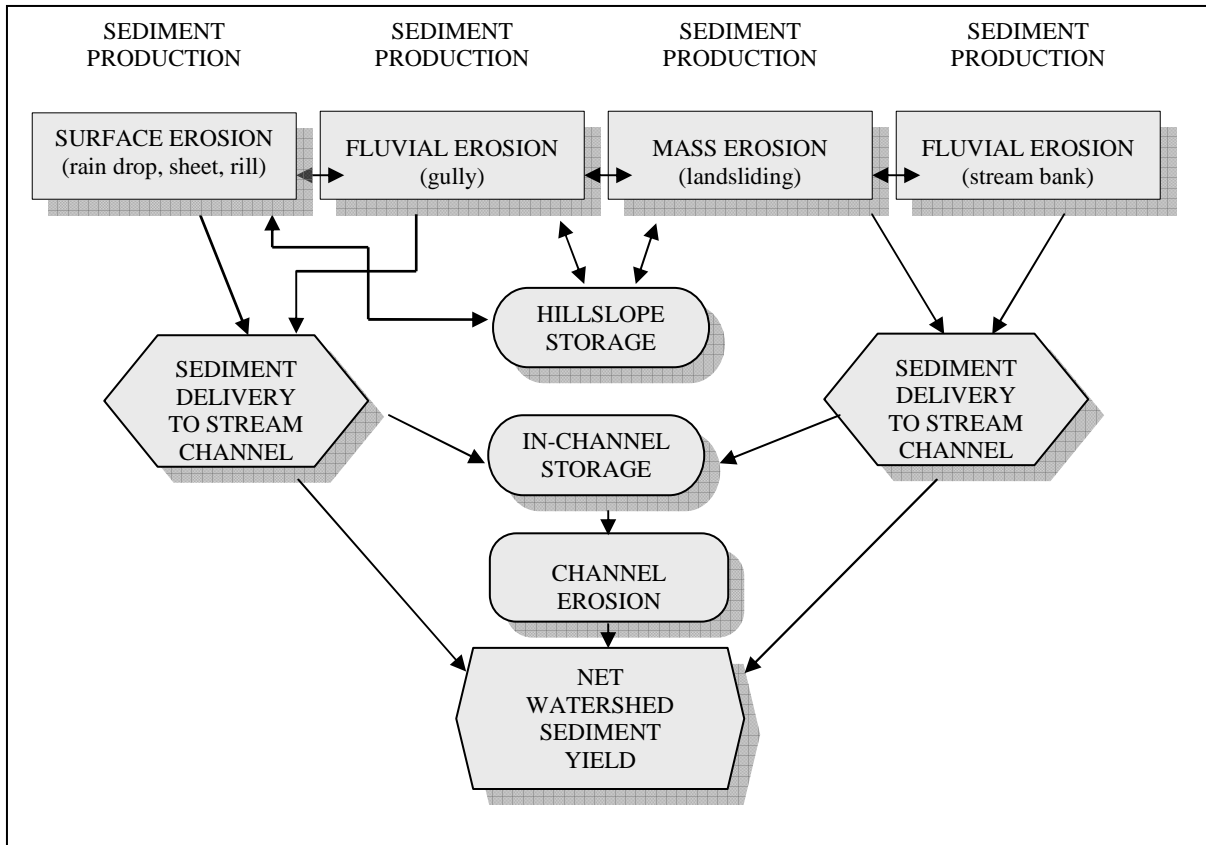 SEDIMENT
PRODUCTION
SEDIMENT
PRODUCTION
SEDIMENT
PRODUCTION
SEDIMENT
PRODUCTION
SURFACE EROSION
(rain drop, sheet, rill)
FLUVIAL EROSION
(gully)
MASS EROSION
(landsliding)
FLUVIAL EROSION
(stream bank)
HILLSLOPE
STORAGE
SEDIMENT
DELIVERY
TO STREAM
CHANNEL
SEDIMENT
DELIVERY
TO STREAM
CHANNEL
IN-CHANNEL
STORAGE
CHANNEL
EROSION
NET
WATERSHED
SEDIMENT
YIELD